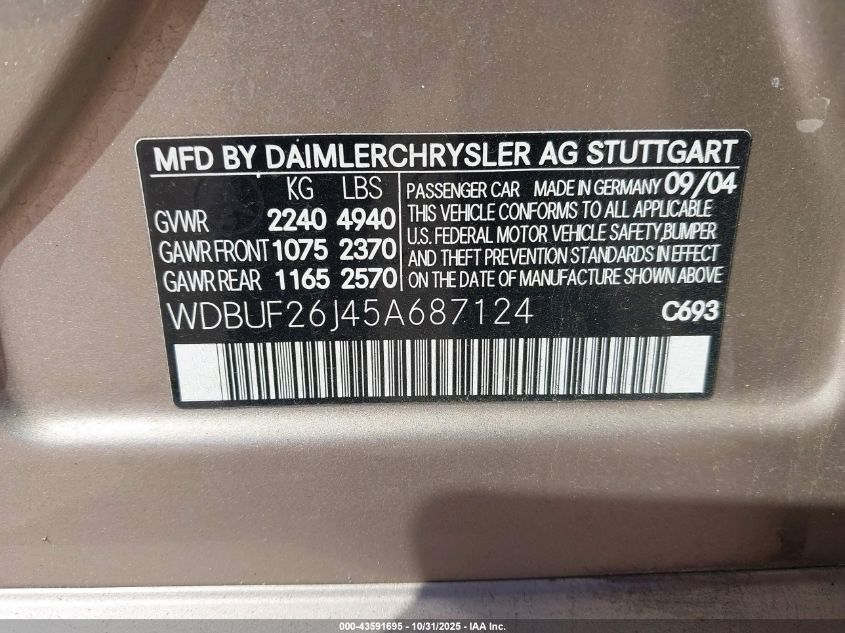 MFD BY DAIMLERCHRYSLER AG STUTTGART
KG LBS
GVWR 2240 4940
GAWR FRONT 1075 2370
GAWR REAR 1165 2570
PASSENGER CAR MADE IN GERMANY 09/04
THIS VEHICLE CONFORMS TO ALL APPLICABLE
U.S. FEDERAL MOTOR VEHICLE SAFETY,BUMPER
AND THEFT PREVENTION STANDARDS IN EFFECT
ON THE DATE OF MANUFACTURE SHOWN ABOVE
WDBUF26J45A687124 C693
000-43591695 • 10/31/2025 • IAA Inc.